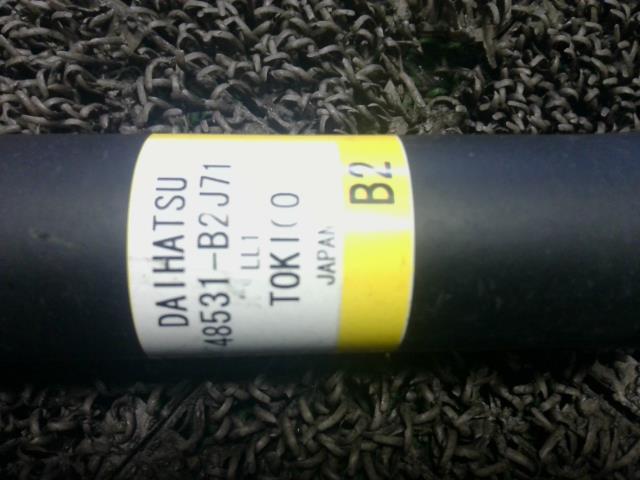 DAIHATSU
48531-B2J71
LL1
TOKICO
JAPAN
B2